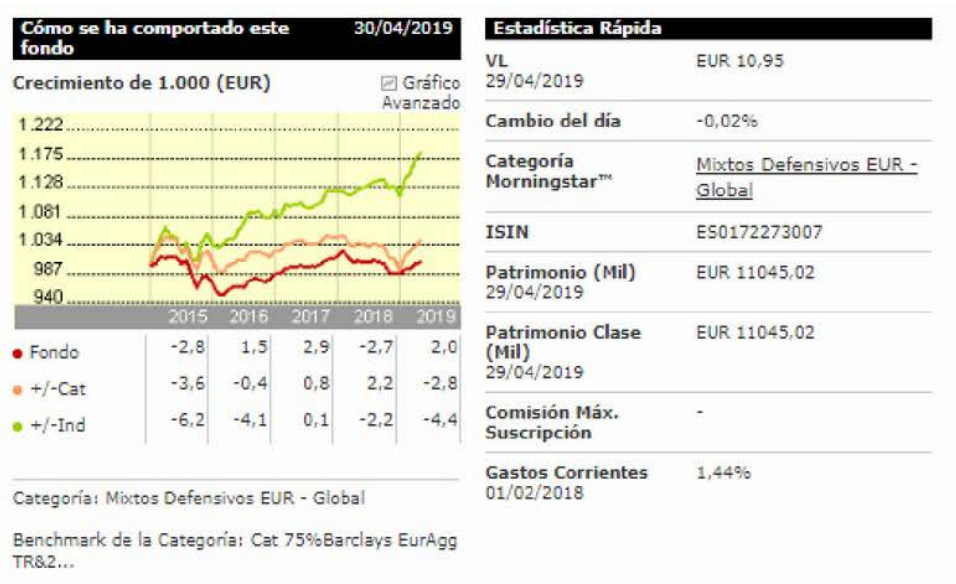 Cómo se ha comportado este fondo 30/04/2019
Crecimiento de 1.000 (EUR)
Gráfico
Avanzado
1.222
1.175
1.128
1.081
1.034
987
940
2015 2016 2017 2018 2019
Fondo -2,8 1,5 2,9 -2,7 2,0
+/-Cat -3,6 -0,4 0,8 2,2 -2,8
+/-Ind -6,2 -4,1 0,1 -2,2 -4,4
Categoría: Mixtos Defensivos EUR - Global
Benchmark de la Categoría: Cat 75%Barclays EurAgg
TR&2...
Estadística Rápida
VL EUR 10,95
29/04/2019
Cambio del día -0,02%
Categoría
Morningstar™
Mixtos Defensivos EUR -
Global
ISIN ES0172273007
Patrimonio (Mil) EUR 11045,02
29/04/2019
Patrimonio Clase EUR 11045,02
(Mil)
29/04/2019
Comisión Máx. -
Suscripción
Gastos Corrientes 1,44%
01/02/2018